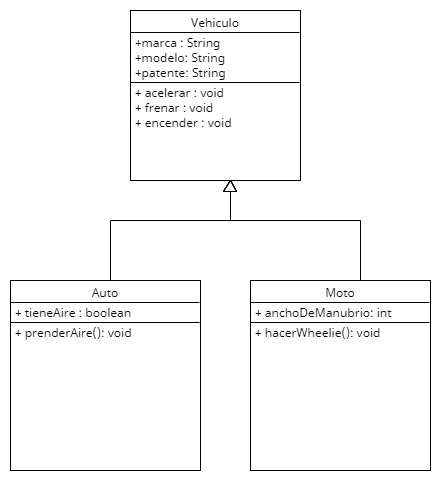 Vehiculo
+marca : String
+modelo: String
+patente: String
+ acelerar : void
+ frenar : void
+ encender : void
Auto
+ tieneAire : boolean
+ prenderAire(): void
Moto
+ anchoDeManubrio: int
+ hacerWheelie(): void